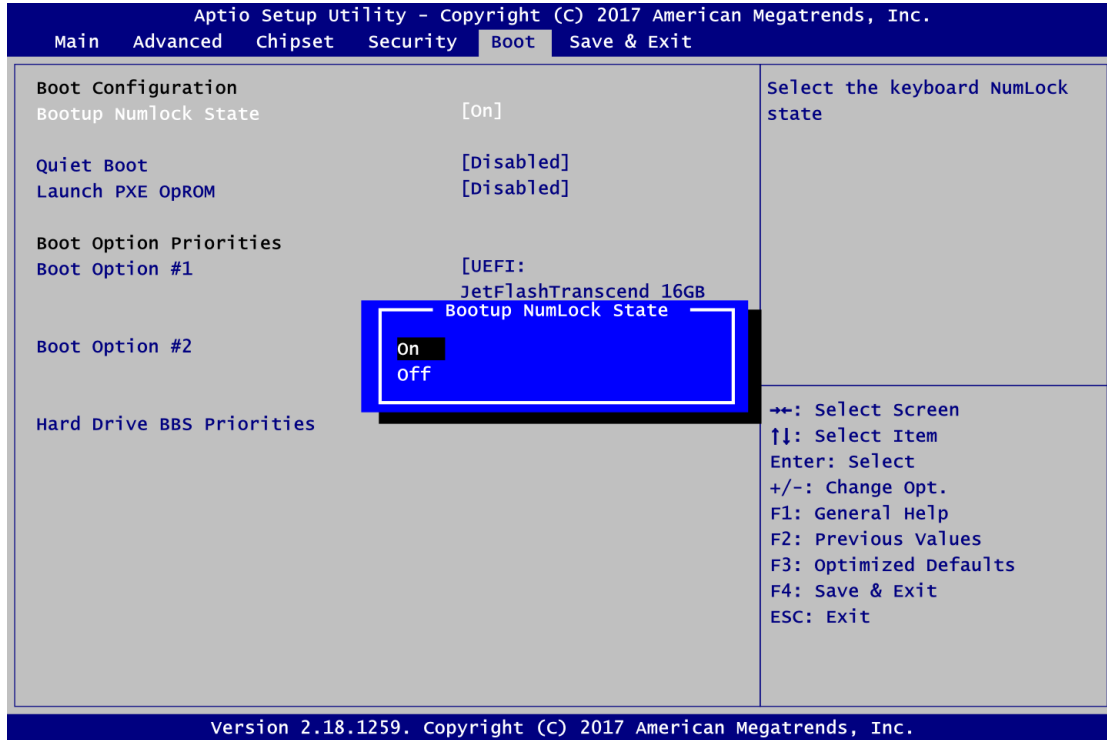 Aptio Setup Utility – Copyright (C) 2017 American Megatrends, Inc.
Main Advanced Chipset Security Boot Save & Exit
Boot Configuration
Bootup Numlock State [On]
Quiet Boot [Disabled]
Launch PXE OpROM [Disabled]
Boot Option Priorities
Boot Option #1 [UEFI:
JetFlashTranscend 16GB
Boot Option #2
Hard Drive BBS Priorities
Bootup NumLock State
On
Off
Select the keyboard NumLock
state
→←: Select Screen
↑↓: Select Item
Enter: Select
+/-: Change Opt.
F1: General Help
F2: Previous Values
F3: Optimized Defaults
F4: Save & Exit
ESC: Exit
Version 2.18.1259. Copyright (C) 2017 American Megatrends, Inc.